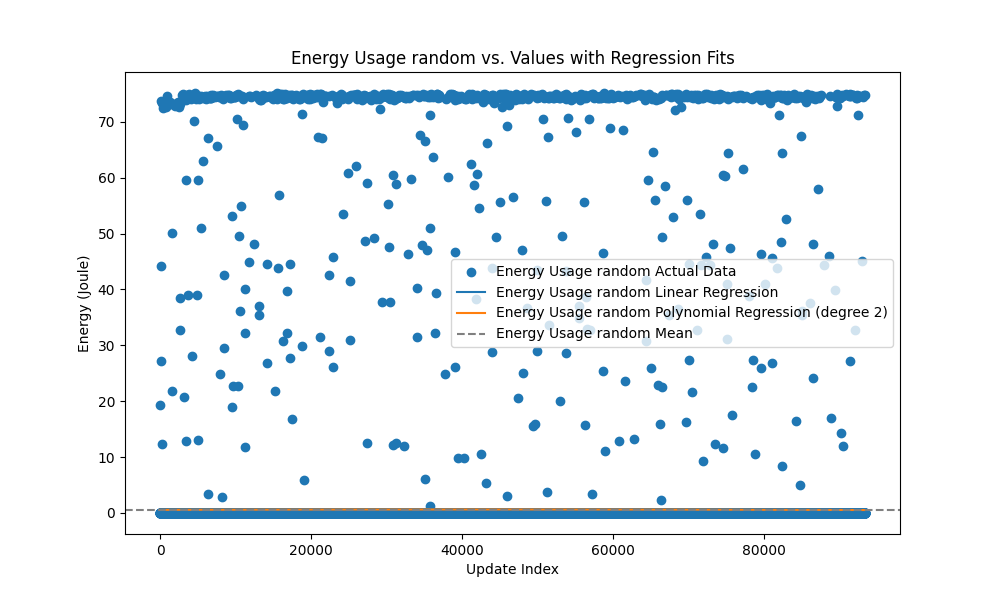 Energy Usage random vs. Values with Regression Fits
Energy (Joule)
70
60
50
40
30
20
10
0
Energy Usage random Actual Data
Energy Usage random Linear Regression
Energy Usage random Polynomial Regression (degree 2)
Energy Usage random Mean
0 20000 40000 60000 80000
Update Index